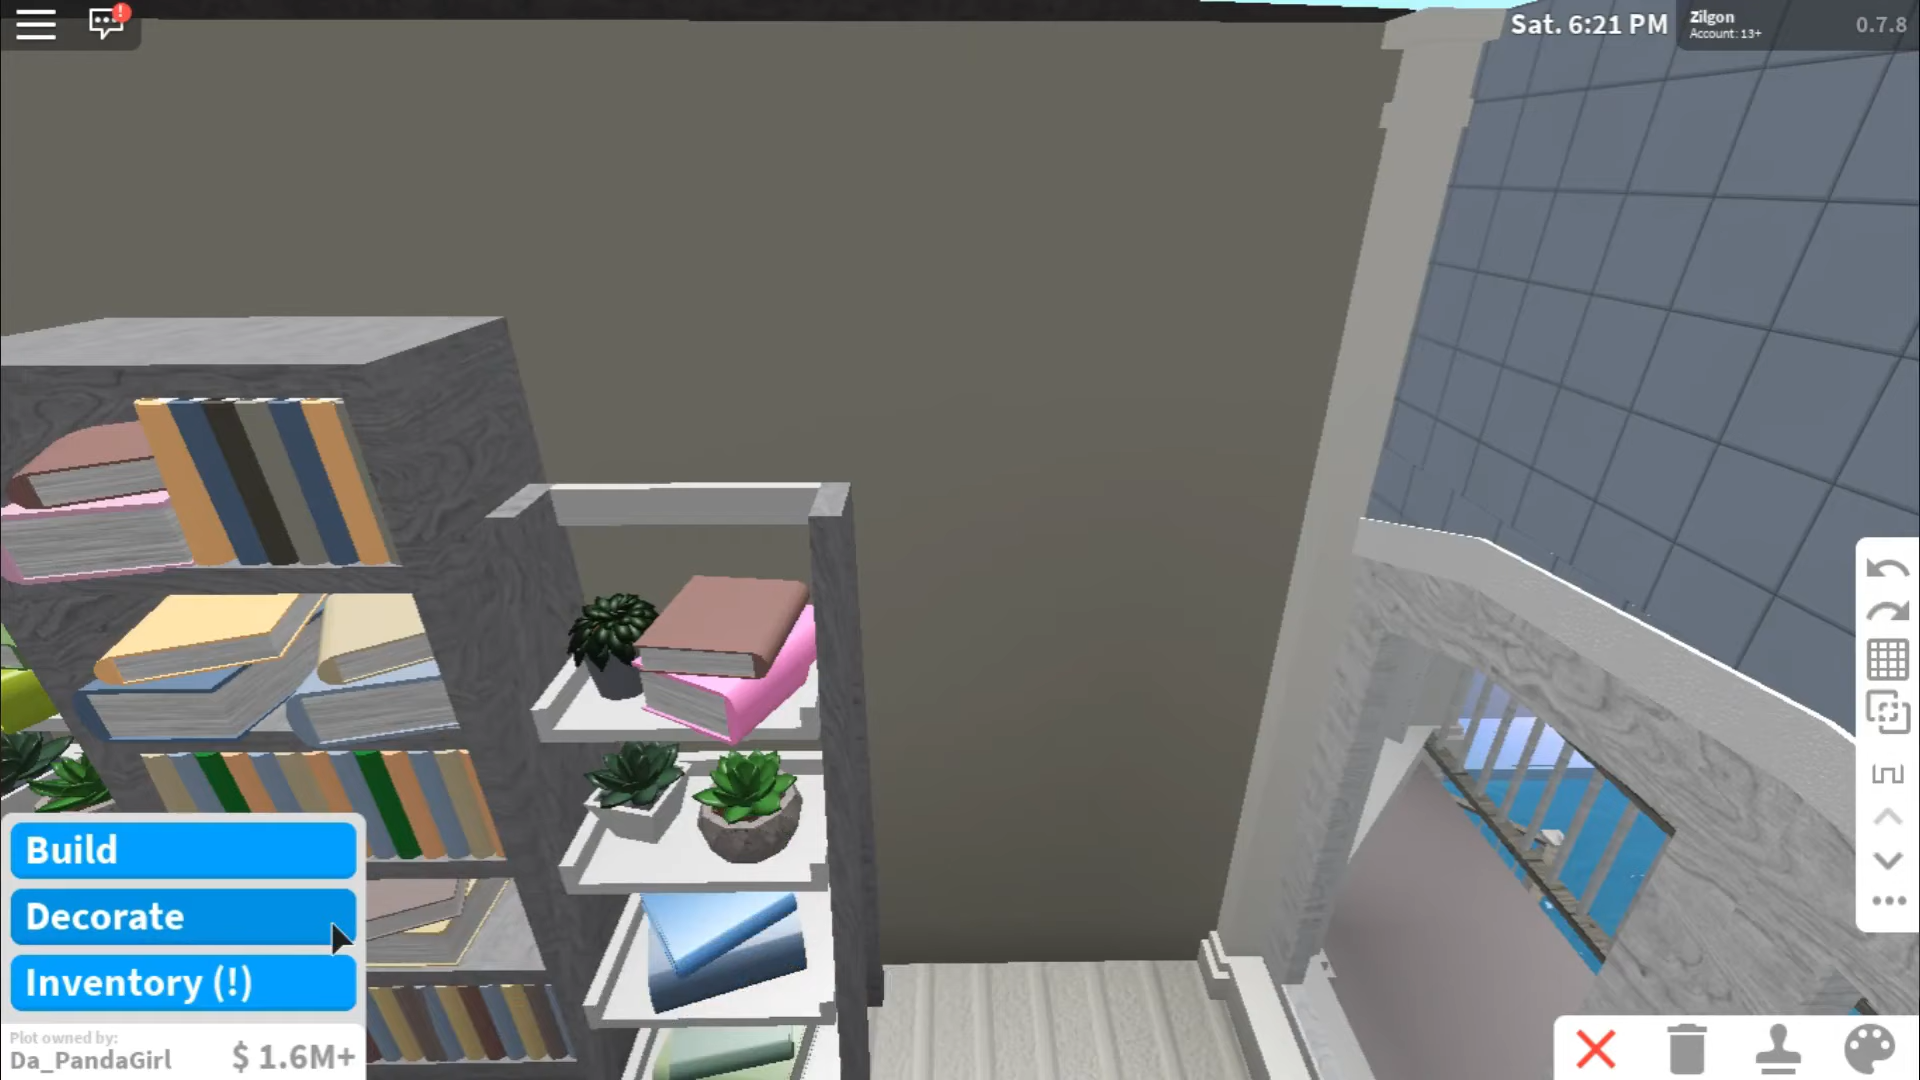 Sat. 6:21 PM
Zilgon
Account: 13+
0.7.8
Build
Decorate
Inventory (!)
Plot owned by:
Da_PandaGirl
$ 1.6M+